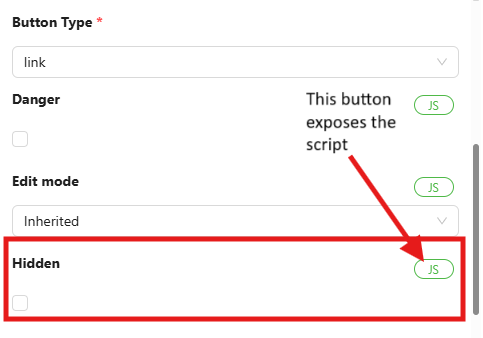 Button Type *
link
Danger
JS
This button
exposes the
script
Edit mode
JS
Inherited
Hidden
JS